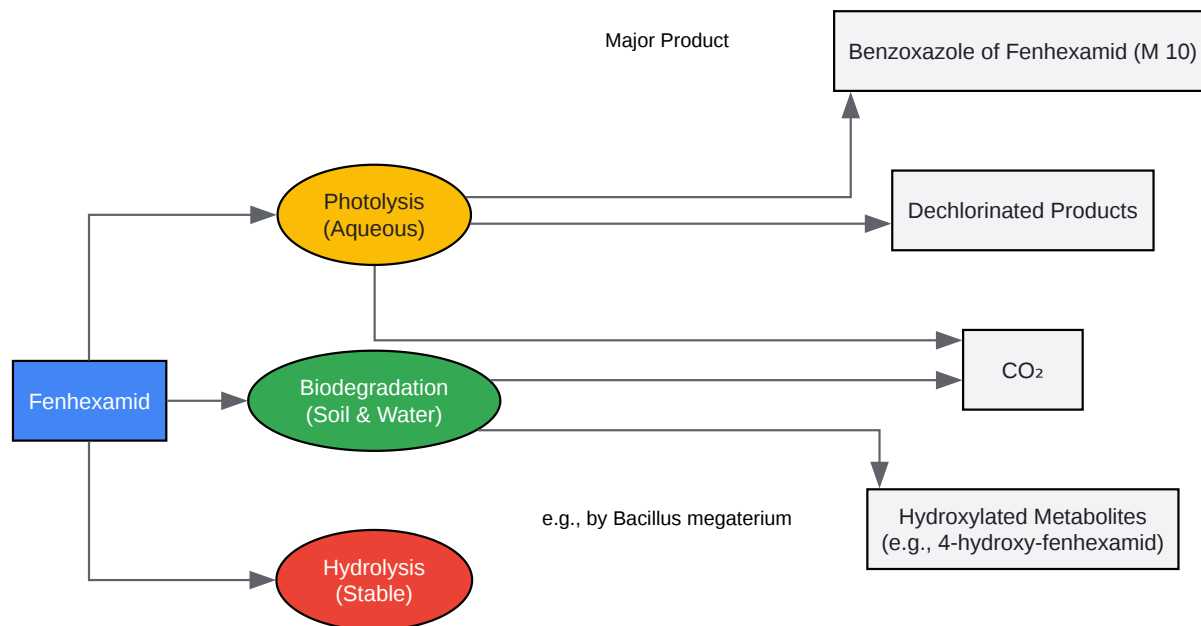 Major Product
Benzoxazole of Fenhexamid (M 10)
Photolysis
(Aqueous)
Dechlorinated Products
Fenhexamid
Biodegradation
(Soil & Water)
CO₂
e.g., by Bacillus megaterium
Hydroxylated Metabolites
(e.g., 4-hydroxy-fenhexamid)
Hydrolysis
(Stable)